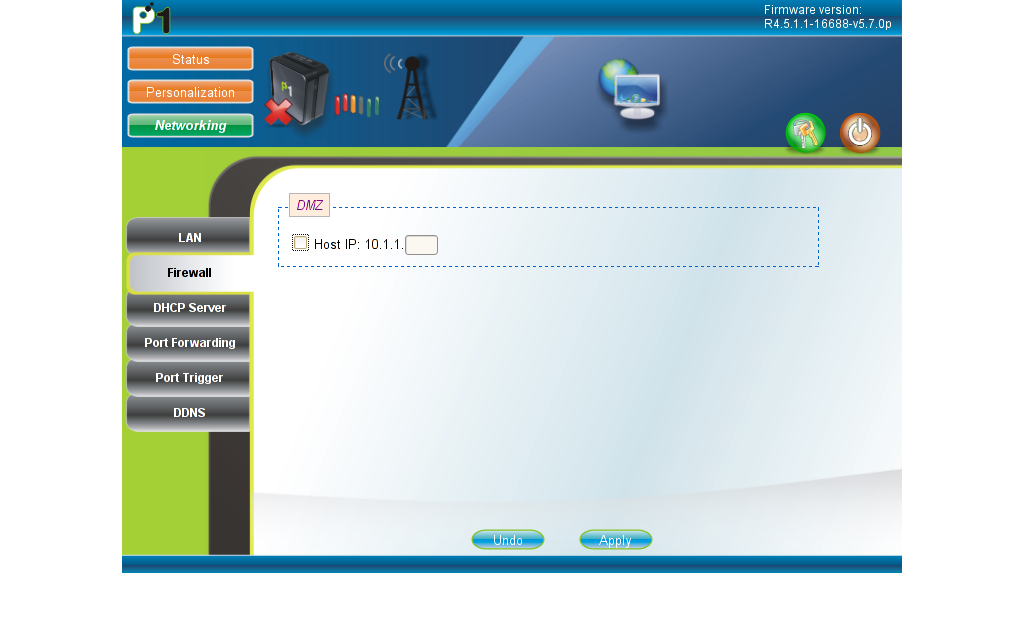 P1
Firmware version:
R4.5.1.1-16688-v5.7.0p
Status
Personalization
Networking
P1
DMZ
Host IP: 10.1.1.
LAN
Firewall
DHCP Server
Port Forwarding
Port Trigger
DDNS
Undo
Apply